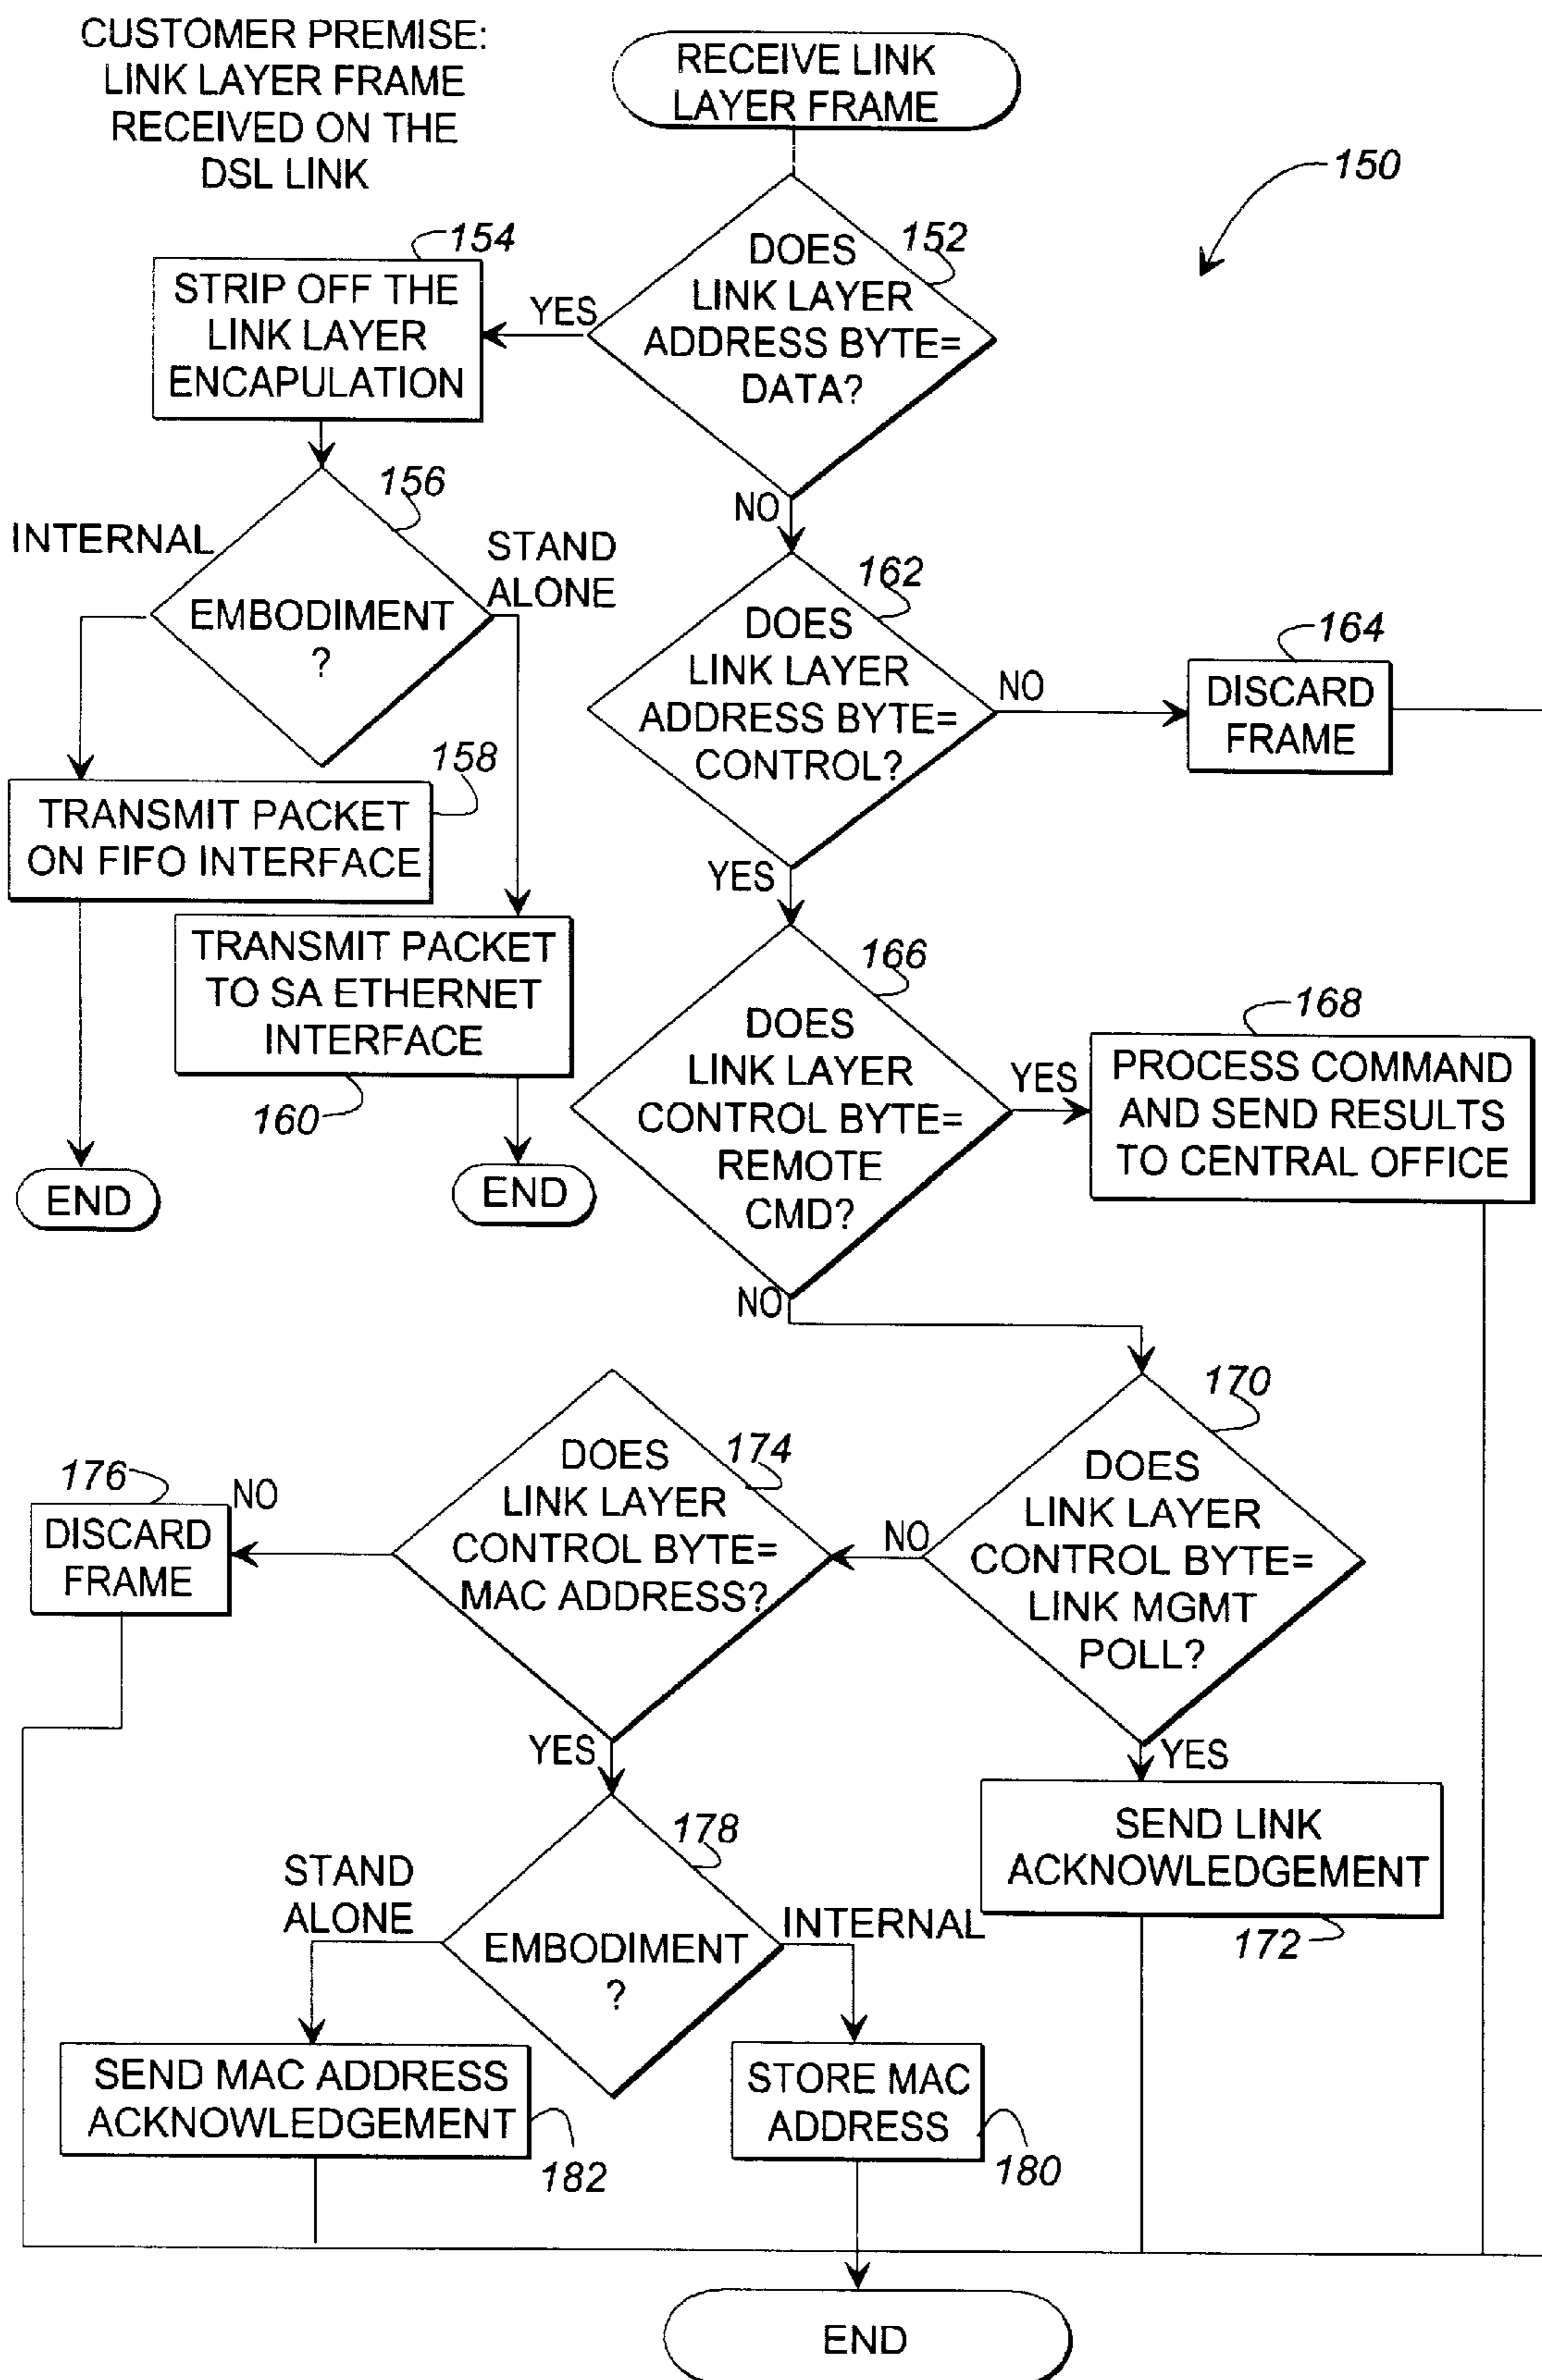 CUSTOMER PREMISE:
LINK LAYER FRAME
RECEIVED ON THE
DSL LINK
RECEIVE LINK
LAYER FRAME
150
152
DOES
LINK LAYER
ADDRESS BYTE=
DATA?
YES
154
STRIP OFF THE
LINK LAYER
ENCAPULATION
NO
156
INTERNAL
STAND
ALONE
EMBODIMENT
?
162
DOES
LINK LAYER
ADDRESS BYTE=
CONTROL?
NO
164
DISCARD
FRAME
158
TRANSMIT PACKET
ON FIFO INTERFACE
YES
TRANSMIT PACKET
TO SA ETHERNET
INTERFACE
160
END
END
166
DOES
LINK LAYER
CONTROL BYTE=
REMOTE
CMD?
YES
168
PROCESS COMMAND
AND SEND RESULTS
TO CENTRAL OFFICE
NO
170
DOES
LINK LAYER
CONTROL BYTE=
LINK MGMT
POLL?
NO
174
DOES
LINK LAYER
CONTROL BYTE=
MAC ADDRESS?
NO
176
DISCARD
FRAME
YES
YES
SEND LINK
ACKNOWLEDGEMENT
172
178
STAND
ALONE
INTERNAL
EMBODIMENT
?
SEND MAC ADDRESS
ACKNOWLEDGEMENT
182
STORE MAC
ADDRESS
180
END